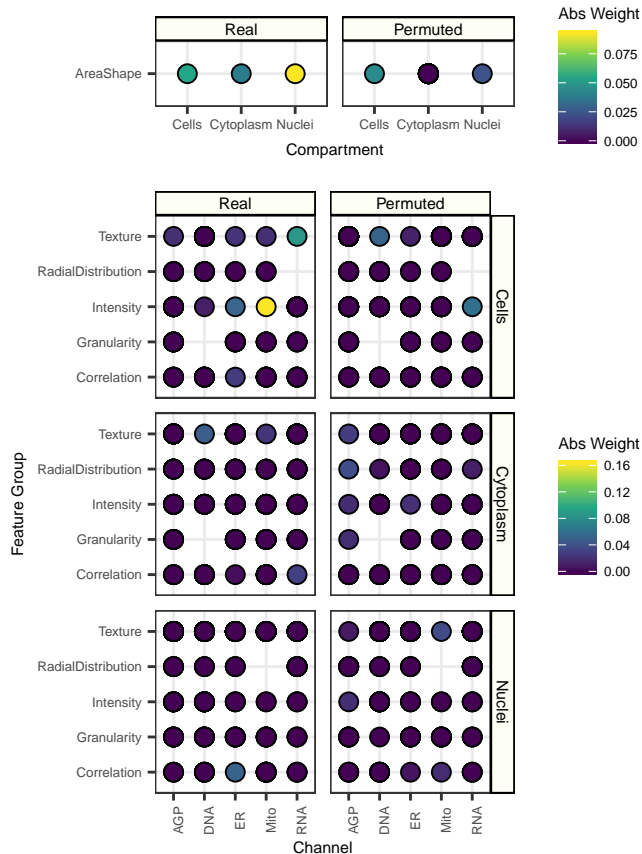 Real Permuted
AreaShape
Cells Cytoplasm Nuclei Cells Cytoplasm Nuclei
Compartment
Abs Weight
0.075
0.050
0.025
0.000
Real Permuted
Texture
RadialDistribution
Intensity
Granularity
Correlation
Cells
Texture
RadialDistribution
Intensity
Granularity
Correlation
Cytoplasm
Texture
RadialDistribution
Intensity
Granularity
Correlation
Nuclei
Feature Group
AGP DNA ER Mito RNA AGP DNA ER Mito RNA
Channel
Abs Weight
0.16
0.12
0.08
0.04
0.00